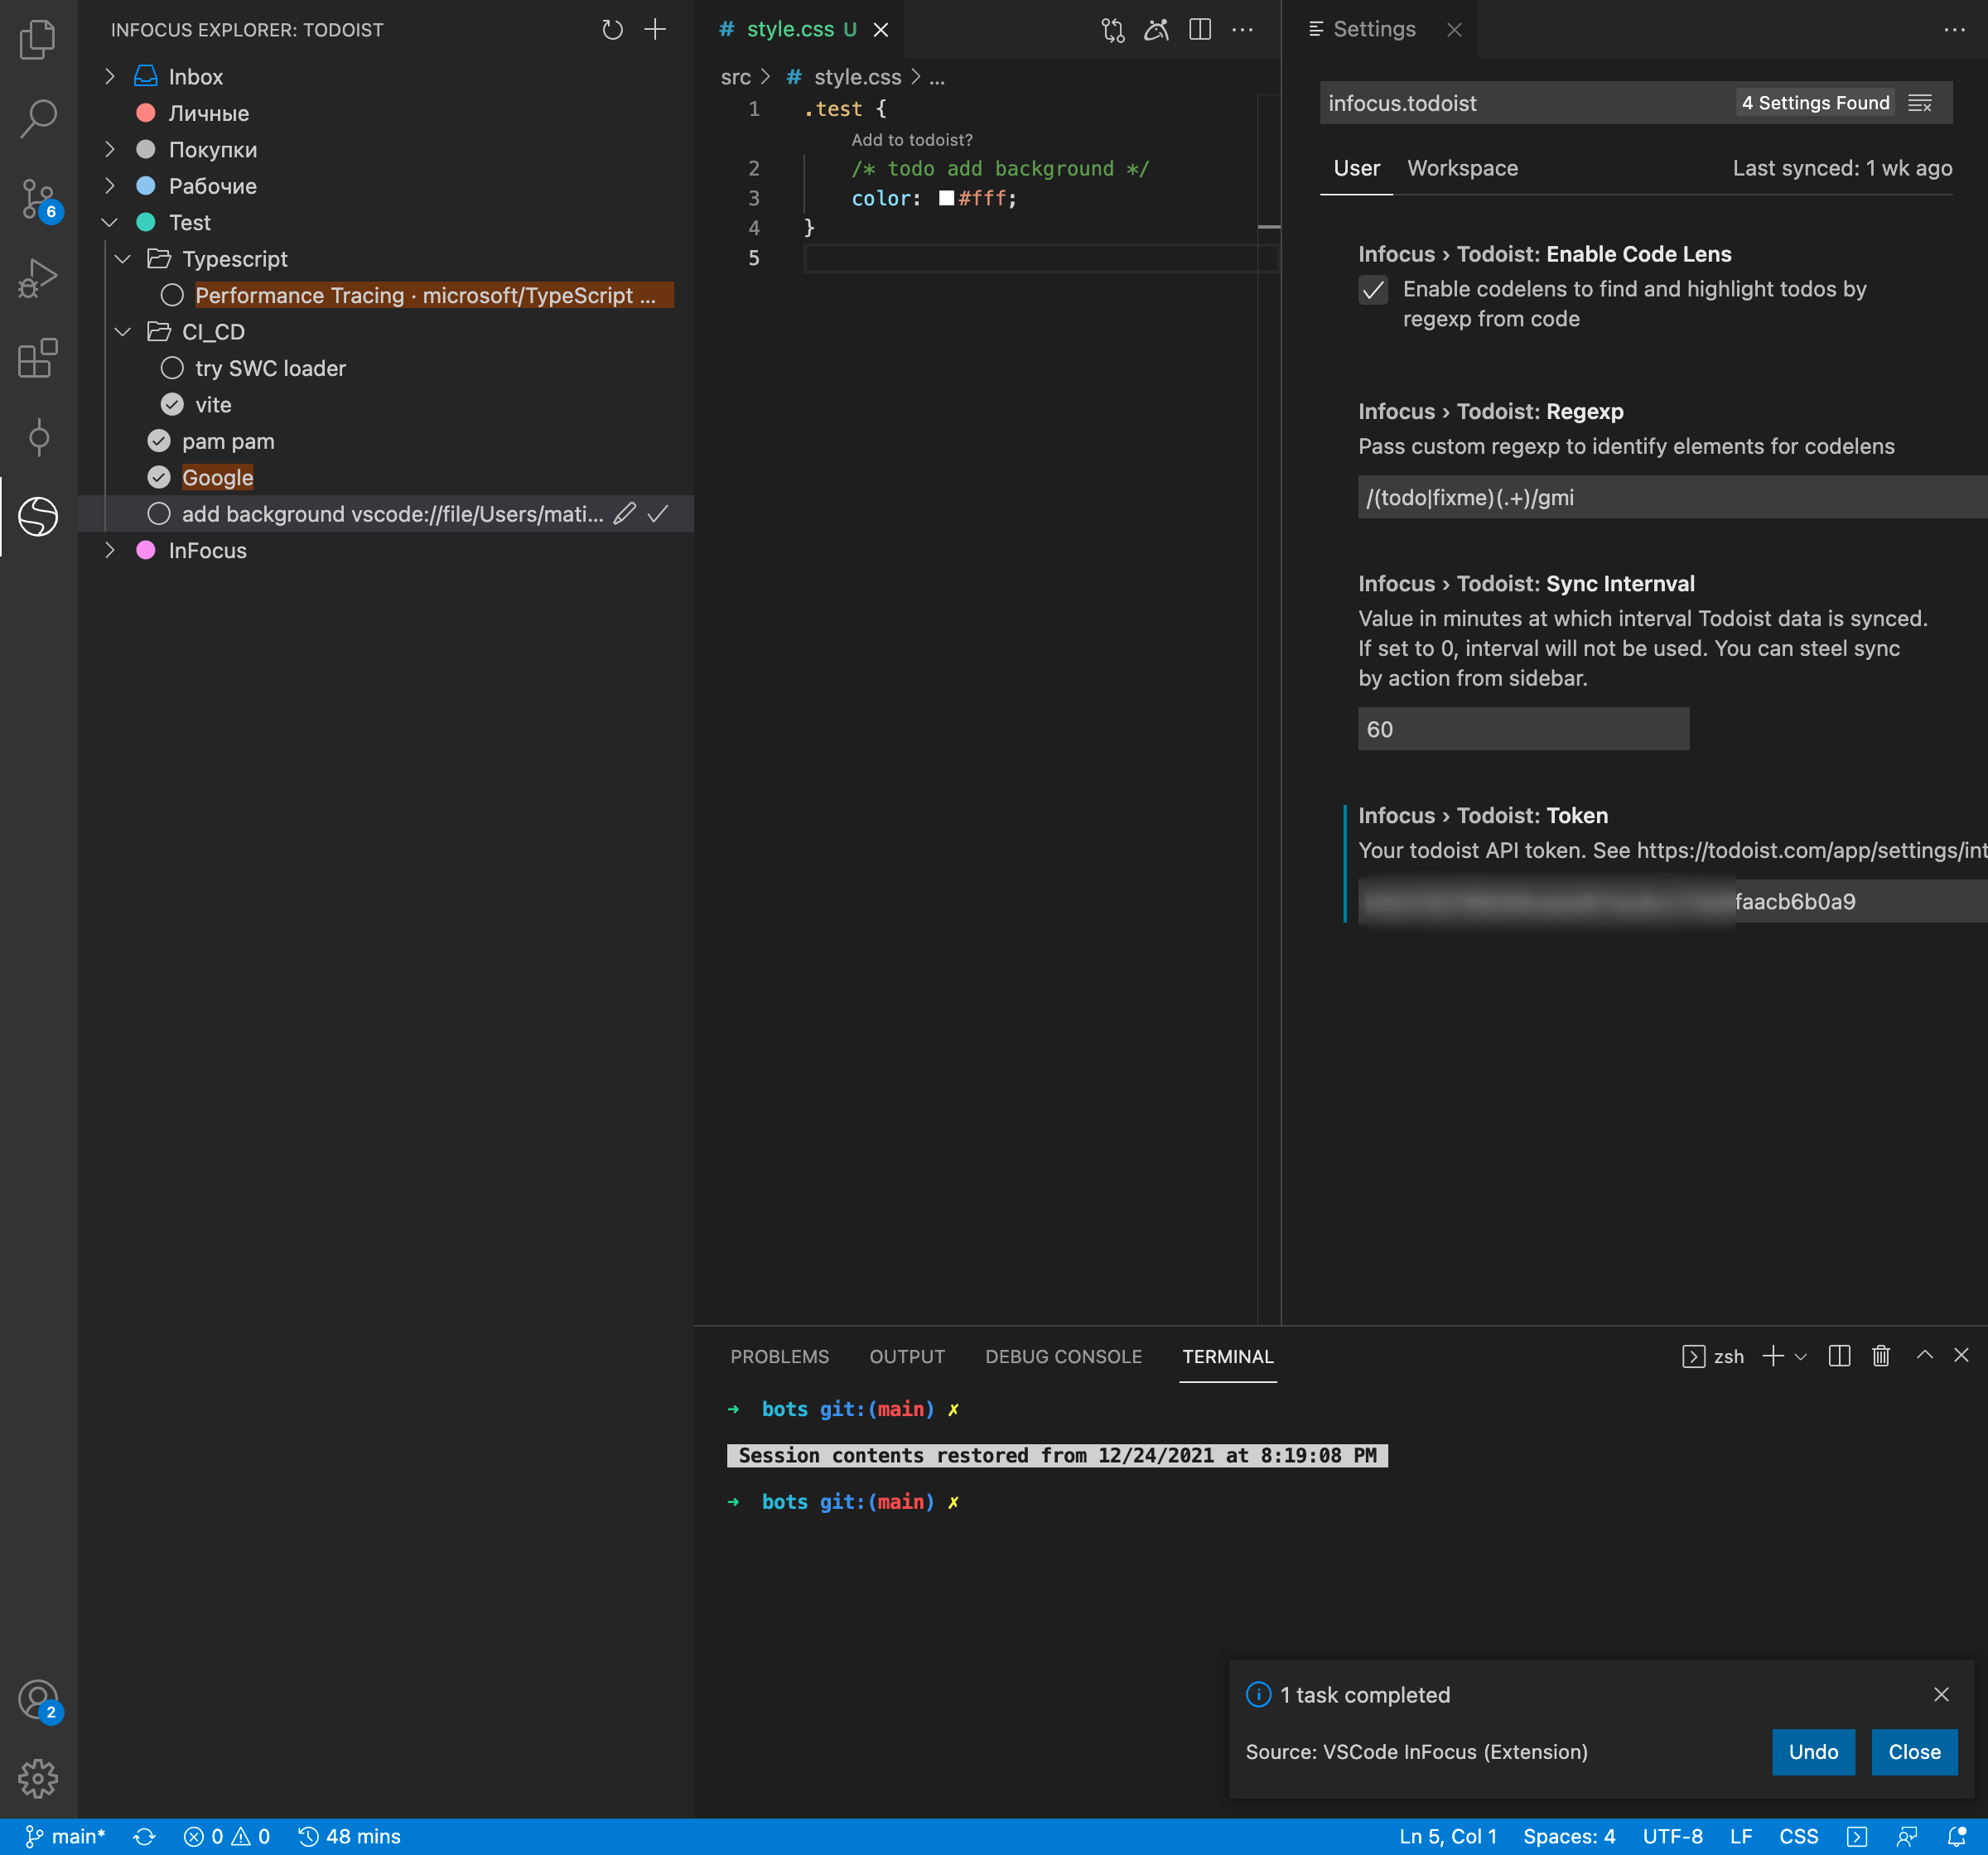 INFOCUS EXPLORER: TODOIST
Inbox
Личные
Покупки
Рабочие
Test
Typescript
Performance Tracing · microsoft/TypeScript ...
CI_CD
try SWC loader
vite
pam pam
Google
add background vscode://file/Users/mati...
InFocus
6
2
# style.css U
src > # style.css > ...
1 .test {
Add to todoist?
2 /* todo add background */
3 color: #fff;
4 }
5
Settings
infocus.todoist 4 Settings Found
User Workspace Last synced: 1 wk ago
Infocus › Todoist: Enable Code Lens
Enable codelens to find and highlight todos by
regexp from code
Infocus › Todoist: Regexp
Pass custom regexp to identify elements for codelens
/(todo|fixme)(.+)/gmi
Infocus › Todoist: Sync Internval
Value in minutes at which interval Todoist data is synced.
If set to 0, interval will not be used. You can steel sync
by action from sidebar.
60
Infocus › Todoist: Token
Your todoist API token. See https://todoist.com/app/settings/int
faacb6b0a9
PROBLEMS OUTPUT DEBUG CONSOLE TERMINAL zsh
➜ bots git:(main) ✗
Session contents restored from 12/24/2021 at 8:19:08 PM
➜ bots git:(main) ✗
1 task completed
Source: VSCode InFocus (Extension) Undo Close
main* 0 0 48 mins Ln 5, Col 1 Spaces: 4 UTF-8 LF CSS